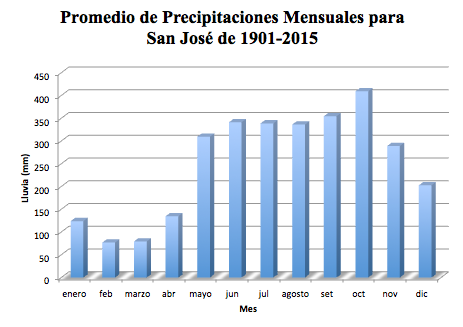 Promedio de Precipitaciones Mensuales para
San José de 1901-2015
Lluvia (mm)
450
400
350
300
250
200
150
100
50
0
enero feb marzo abr mayo jun jul agosto set oct nov dic
Mes